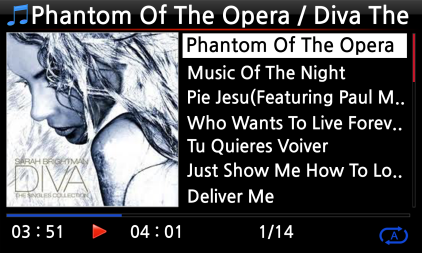 Phantom Of The Opera / Diva The
Phantom Of The Opera
Music Of The Night
Pie Jesu(Featuring Paul M..
Who Wants To Live Forev..
Tu Quieres Voiver
Just Show Me How To Lo..
Deliver Me
SARAH BRIGHTMAN
DIVA
THE SINGLES COLLECTION
03 : 51
04 : 01
1/14
A